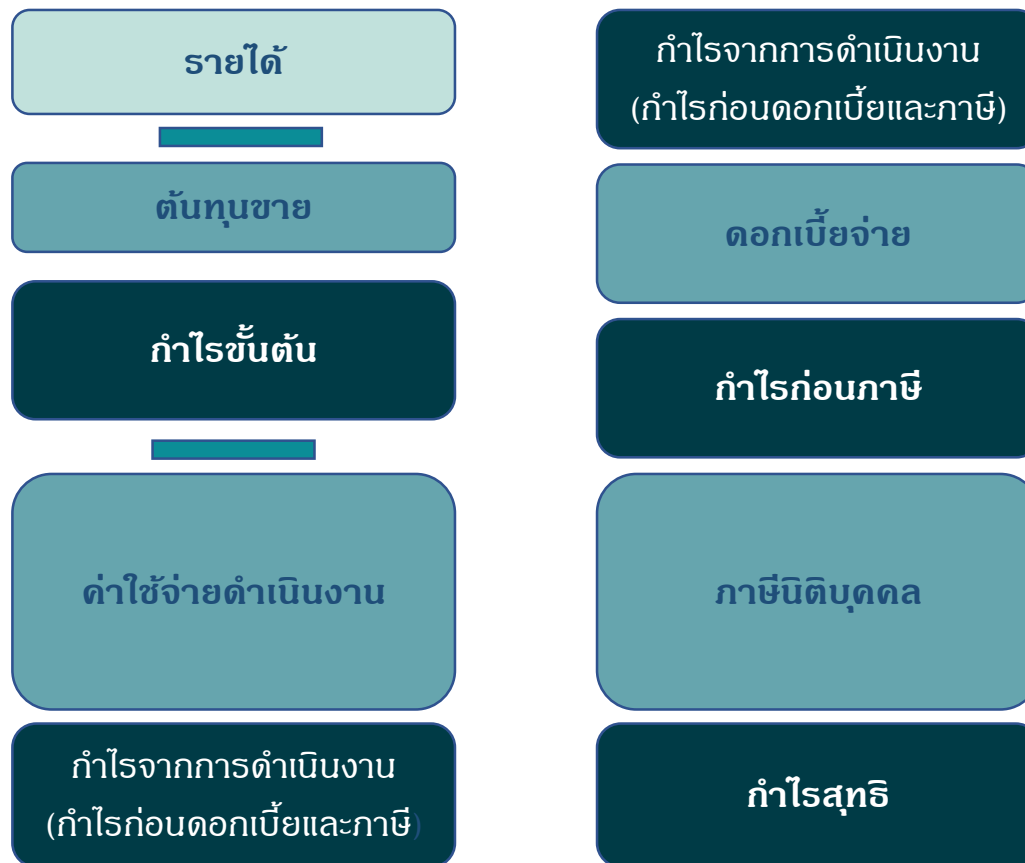 รายได้
ต้นทุนขาย
กำไรขั้นต้น
ค่าใช้จ่ายดำเนินงาน
กำไรจากการดำเนินงาน
(กำไรก่อนดอกเบี้ยและภาษี)
กำไรจากการดำเนินงาน
(กำไรก่อนดอกเบี้ยและภาษี)
ดอกเบี้ยจ่าย
กำไรก่อนภาษี
ภาษีนิติบุคคล
กำไรสุทธิ